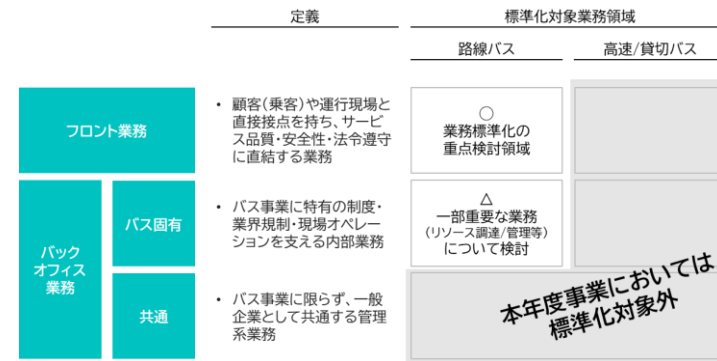 定義
標準化対象業務領域
路線バス
高速/貸切バス
フロント業務
• 顧客(乗客)や運行現場と
直接接点を持ち、サービ
ス品質・安全性・法令遵守
に直結する業務
○
業務標準化の
重点検討領域
バック
オフィス
業務
バス固有
• バス事業に特有の制度・
業界規制・現場オペレー
ションを支える内部業務
△
一部重要な業務
(リソース調達/管理等)
について検討
共通
• バス事業に限らず、一般
企業として共通する管理
系業務
本年度事業においては
標準化対象外